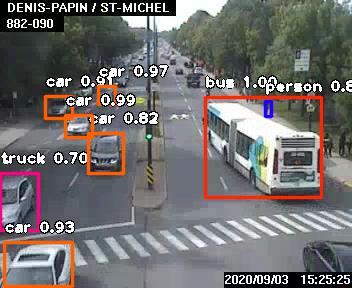 DENIS-PAPIN / ST-MICHEL
882-090
car 0.91
car 0.97
car 0.99
car 0.82
bus 1.00
person 0.8
truck 0.70
car 0.93
2020/09/03 15:25:25